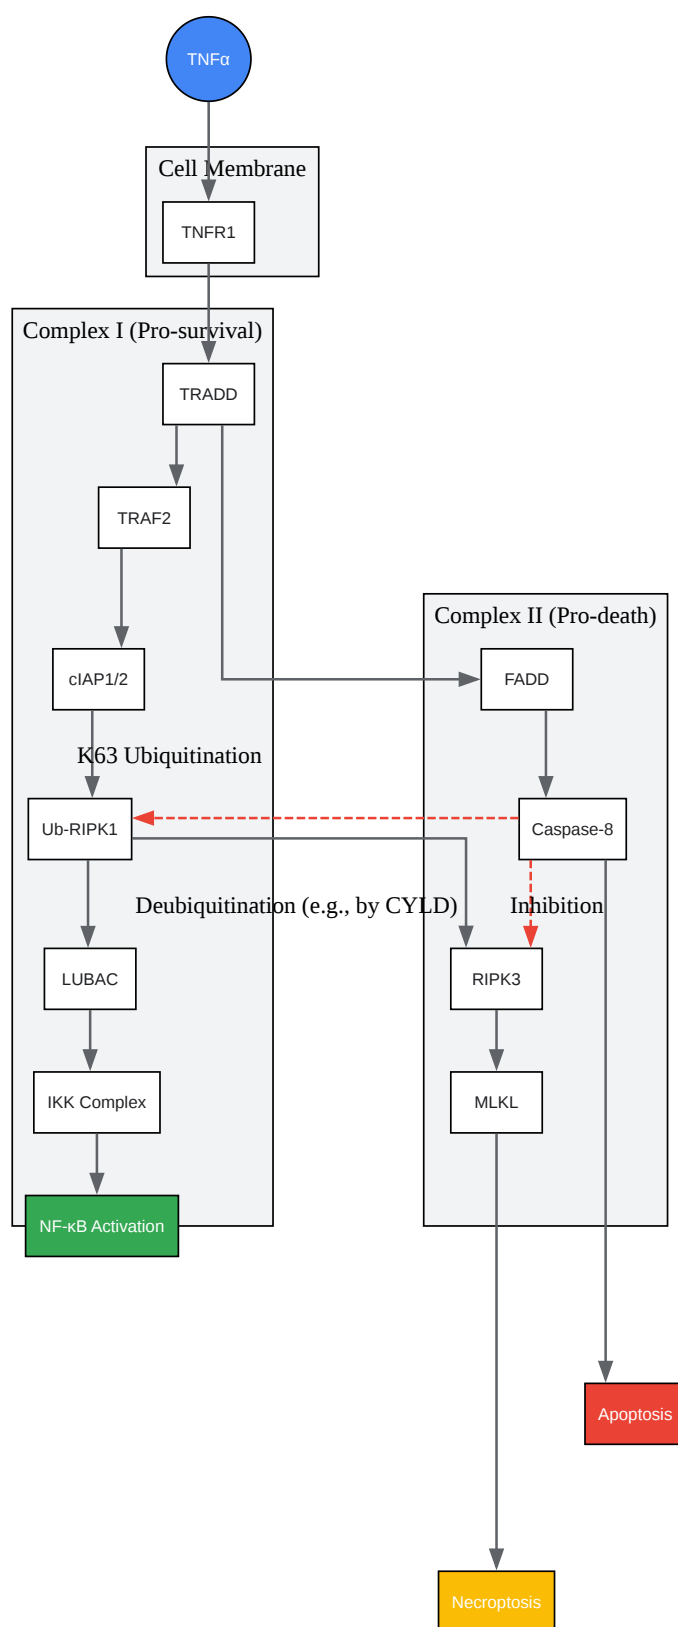 TNFα
Cell Membrane
TNFR1
Complex I (Pro-survival)
TRADD
TRAF2
Complex II (Pro-death)
cIAP1/2
FADD
K63 Ubiquitination
Ub-RIPK1
Caspase-8
Deubiquitination (e.g., by CYLD)
Inhibition
LUBAC
RIPK3
IKK Complex
MLKL
NF-κB Activation
Apoptosis
Necroptosis